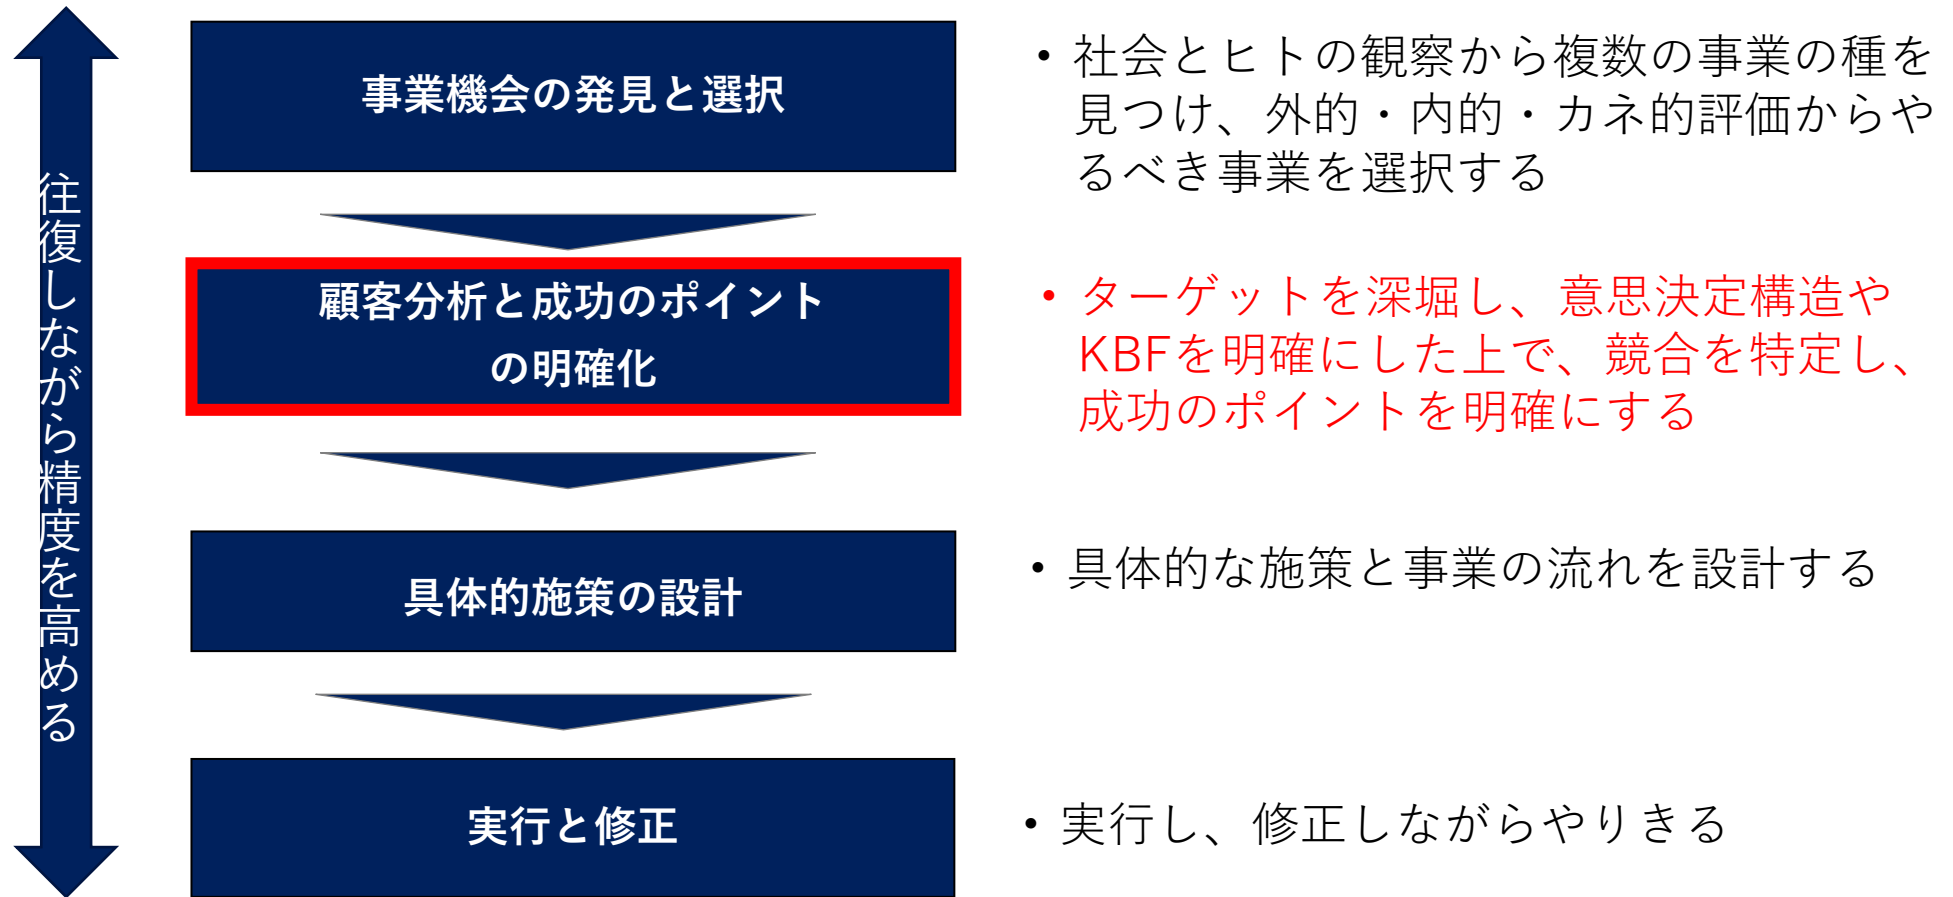 往復しながら精度を高める
事業機会の発見と選択
・社会とヒトの観察から複数の事業の種を
見つけ、外的・内的・カネ的評価からや
るべき事業を選択する
顧客分析と成功のポイント
の明確化
・ターゲットを深堀し、意思決定構造や
KBFを明確にした上で、競合を特定し、
成功のポイントを明確にする
具体的施策の設計
・具体的な施策と事業の流れを設計する
実行と修正
・実行し、修正しながらやりきる